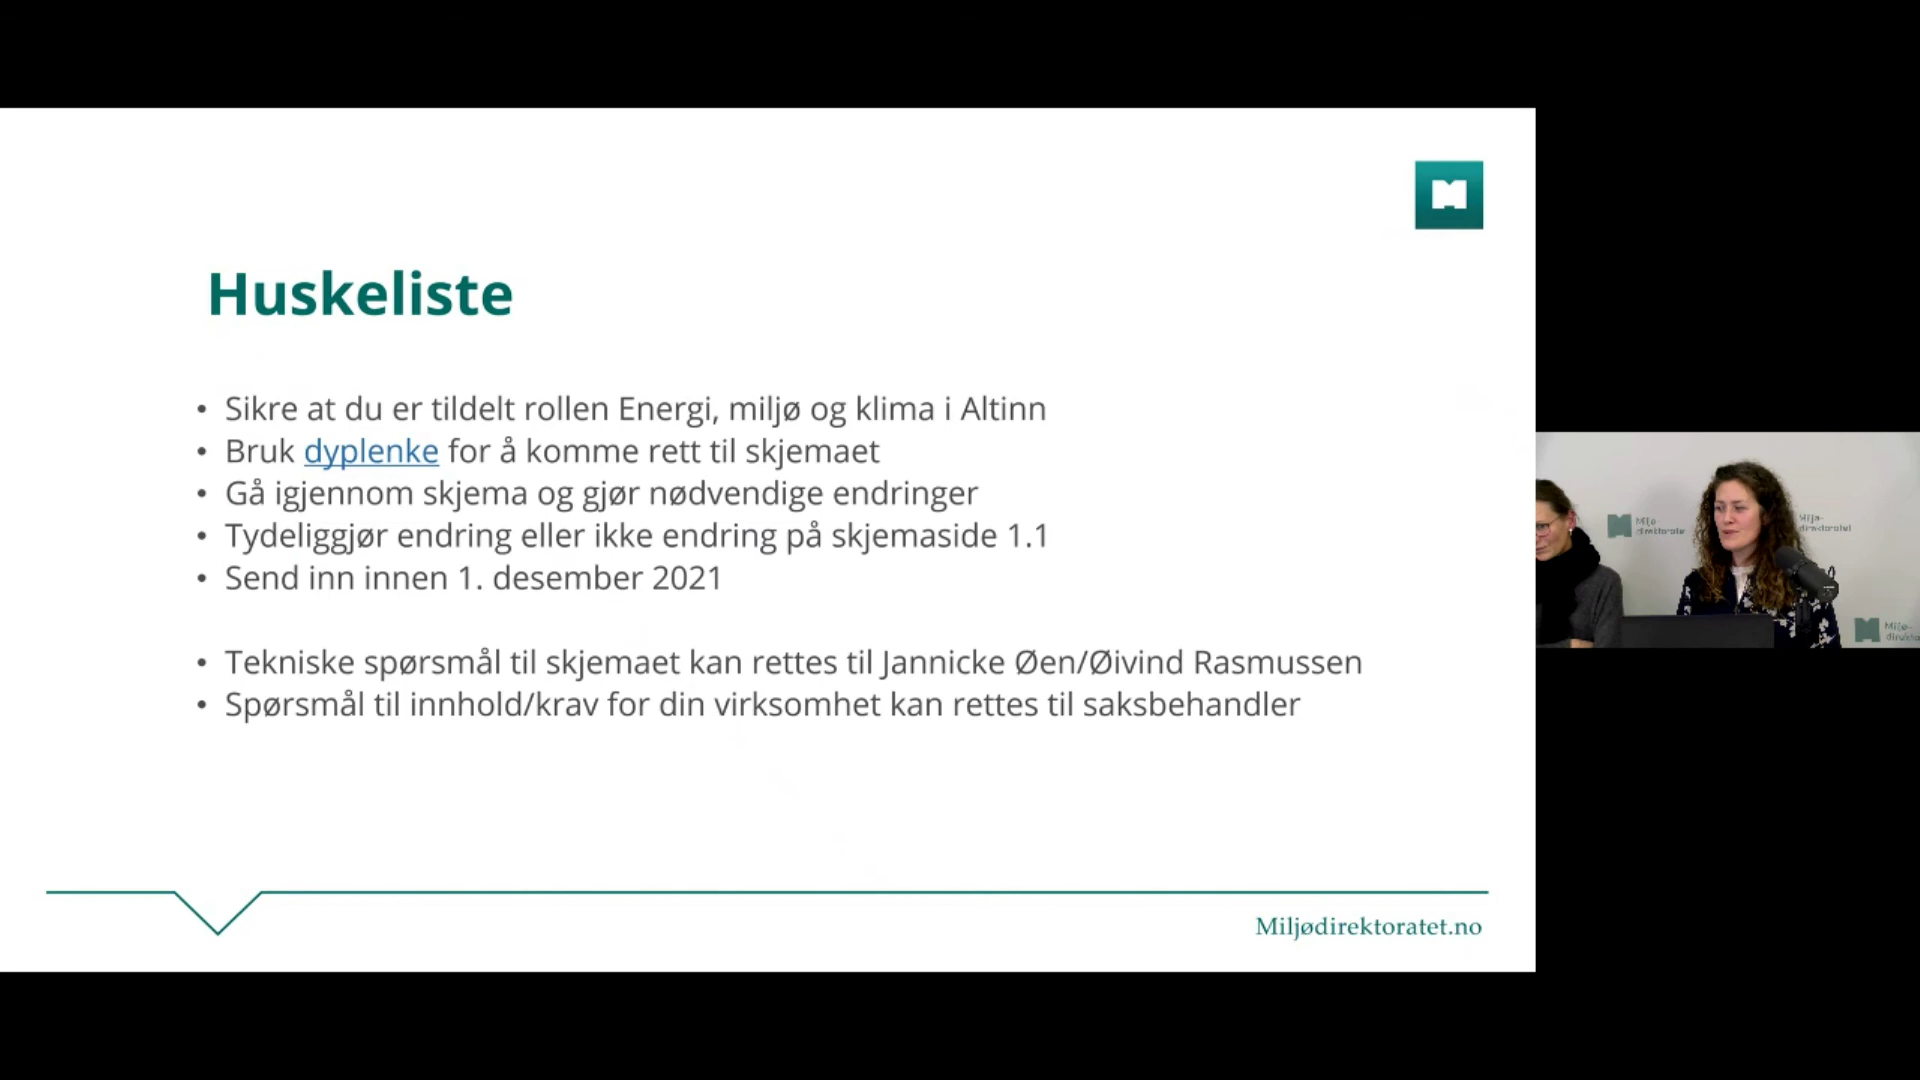 Huskeliste
• Sikre at du er tildelt rollen Energi, miljø og klima i Altinn
• Bruk dyplenke for å komme rett til skjemaet
• Gå igjennom skjema og gjør nødvendige endringer
• Tydeliggjør endring eller ikke endring på skjemaside 1.1
• Send inn innen 1. desember 2021
• Tekniske spørsmål til skjemaet kan rettes til Jannicke Øen/Øivind Rasmussen
• Spørsmål til innhold/krav for din virksomhet kan rettes til saksbehandler
Miljødirektoratet.no